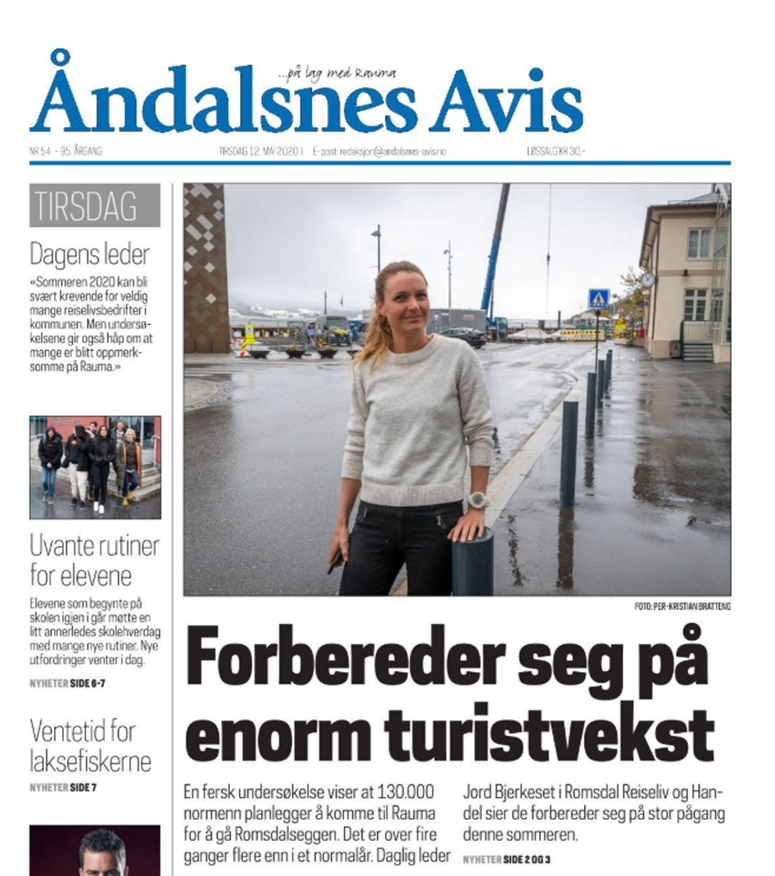 ...på lag med Rauma
Åndalsnes Avis
NR 54 - 95. ÅRGANG
TIRSDAG 12. MAI 2020 | E-post: redaksjon@andalsnes-avis.no
LØSSALG KR 30,-
TIRSDAG
Dagens leder
«Sommeren 2020 kan bli
svært krevende for veldig
mange reiselivsbedrifter i
kommunen. Men undersø-
kelsene gir også håp om at
mange er blitt oppmerk-
somme på Rauma.»
Uvante rutiner
for elevene
Elevene som begynte på
skolen igjen i går møtte en
litt annerledes skolehverdag
med mange nye rutiner. Nye
utfordringer venter i dag.
NYHETER SIDE 6-7
Ventetid for
laksefiskerne
NYHETER SIDE 7
FOTO: PER-KRISTIAN BRATTENG
Forbereder seg på
enorm turistvekst
En fersk undersøkelse viser at 130.000
normenn planlegger å komme til Rauma
for å gå Romsdalseggen. Det er over fire
ganger flere enn i et normalår. Daglig leder
Jord Bjerkeset i Romsdal Reiseliv og Han-
del sier de forbereder seg på stor pågang
denne sommeren.
NYHETER SIDE 2 OG 3